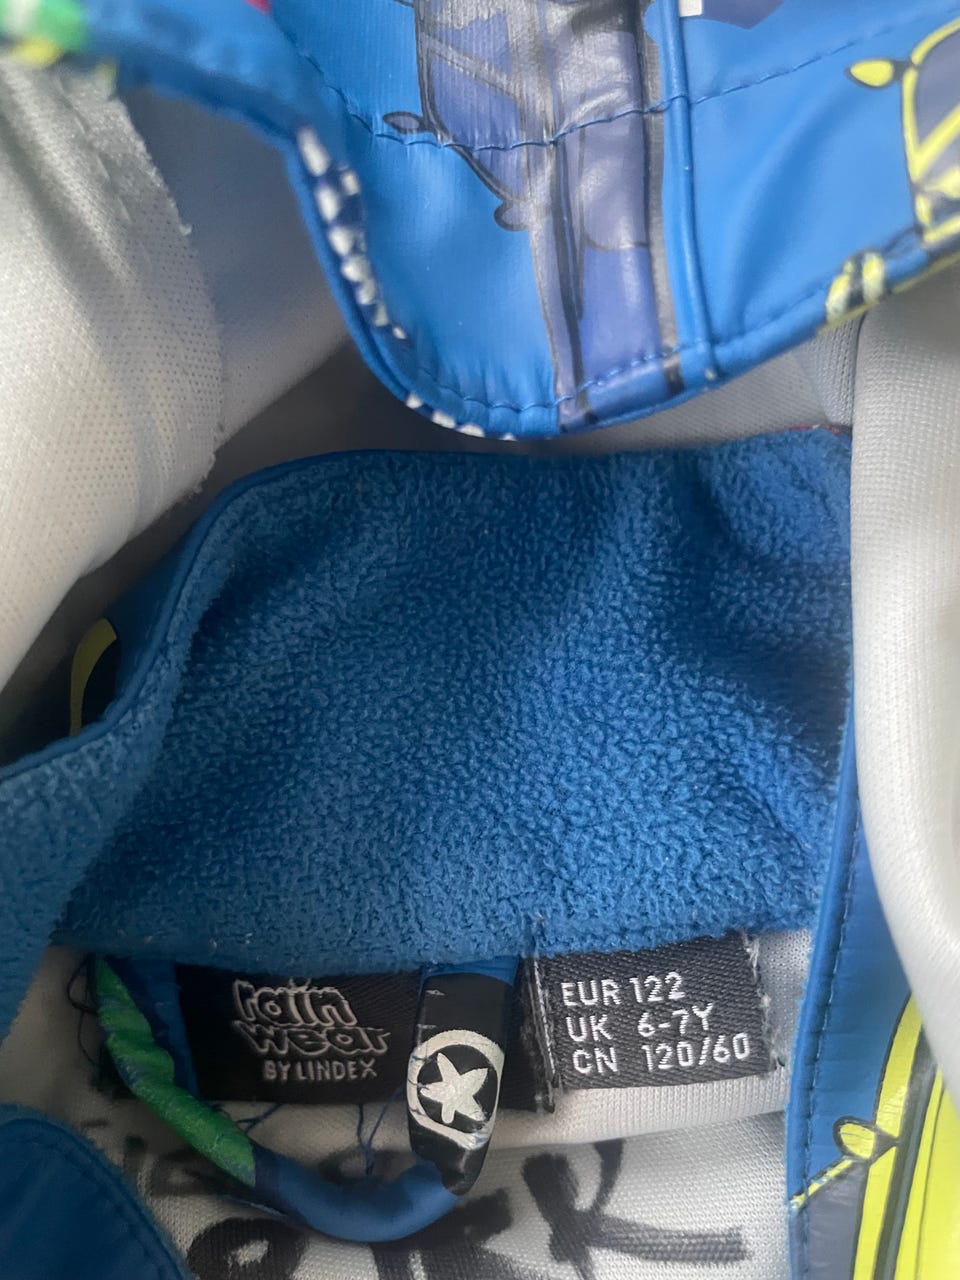 rain
wear
BY LINDEX
EUR 122
UK 6-7Y
CN 120/60